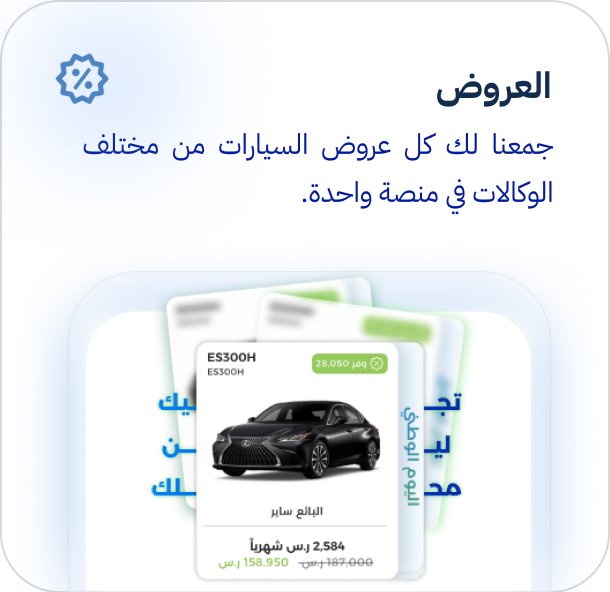 العروض
جمعنا لك كل عروض السيارات من مختلف
الوكالات في منصة واحدة.
ES300H
وفر 28,050
ES300H
اليوم الوطني
البائع ساير
2,584 ر.س شهرياً
187,000 ر.س 158,950 ر.س